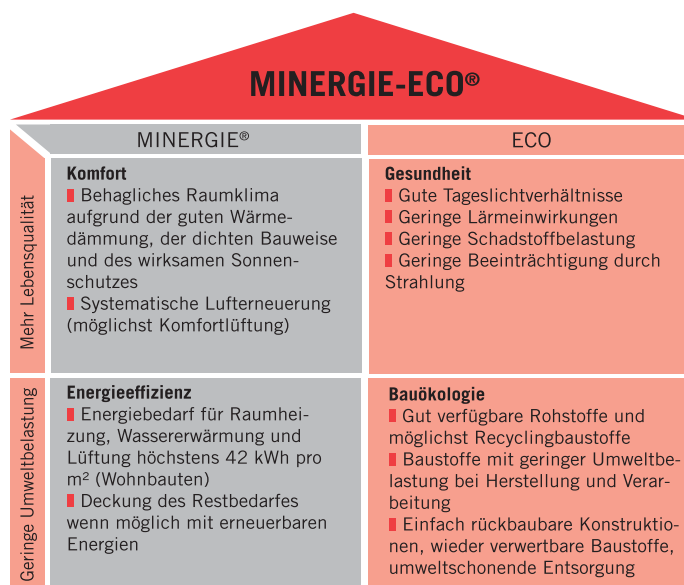 MINERGIE-ECO®
MINERGIE®
ECO
Mehr Lebensqualität
Komfort
Behagliches Raumklima
aufgrund der guten Wärme-
dämmung, der dichten Bauweise
und des wirksamen Sonnen-
schutzes
Systematische Lufterneuerung
(möglichst Komfortlüftung)
Gesundheit
Gute Tageslichtverhältnisse
Geringe Lärmeinwirkungen
Geringe Schadstoffbelastung
Geringe Beeinträchtigung durch
Strahlung
Geringe Umweltbelastung
Energieeffizienz
Energiebedarf für Raumhei-
zung, Wassererwärmung und
Lüftung höchstens 42 kWh pro
m² (Wohnbauten)
Deckung des Restbedarfes
wenn möglich mit erneuerbaren
Energien
Bauökologie
Gut verfügbare Rohstoffe und
möglichst Recyclingbaustoffe
Baustoffe mit geringer Umweltbe-
lastung bei Herstellung und Verar-
beitung
Einfach rückbaubare Konstruktio-
nen, wieder verwertbare Baustoffe,
umweltschonende Entsorgung